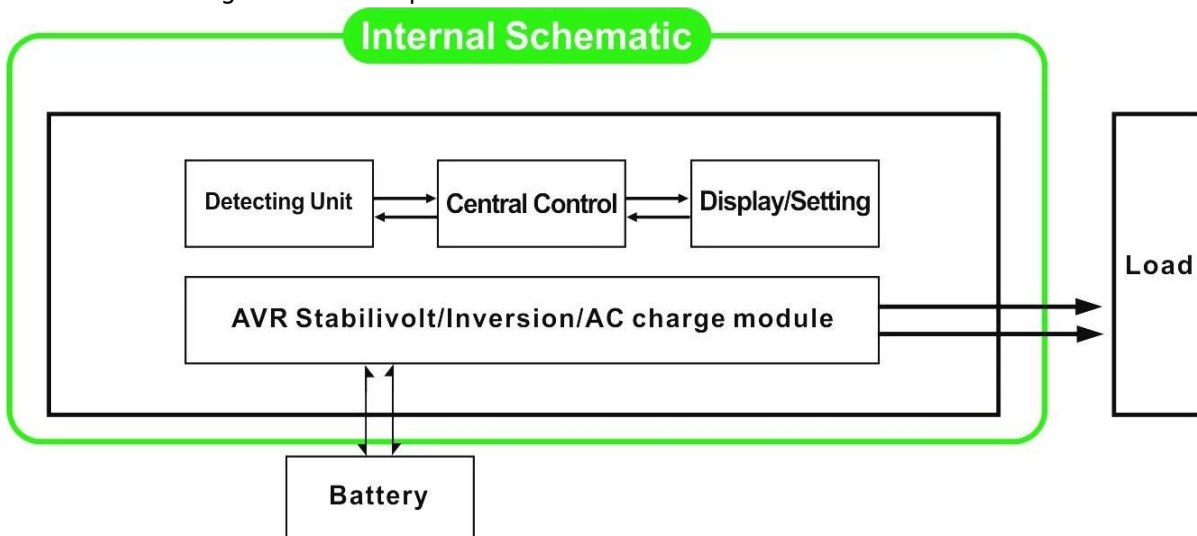 Internal Schematic
Detecting Unit
Central Control
Display/Setting
Load
AVR Stabilivolt/Inversion/AC charge module
Battery